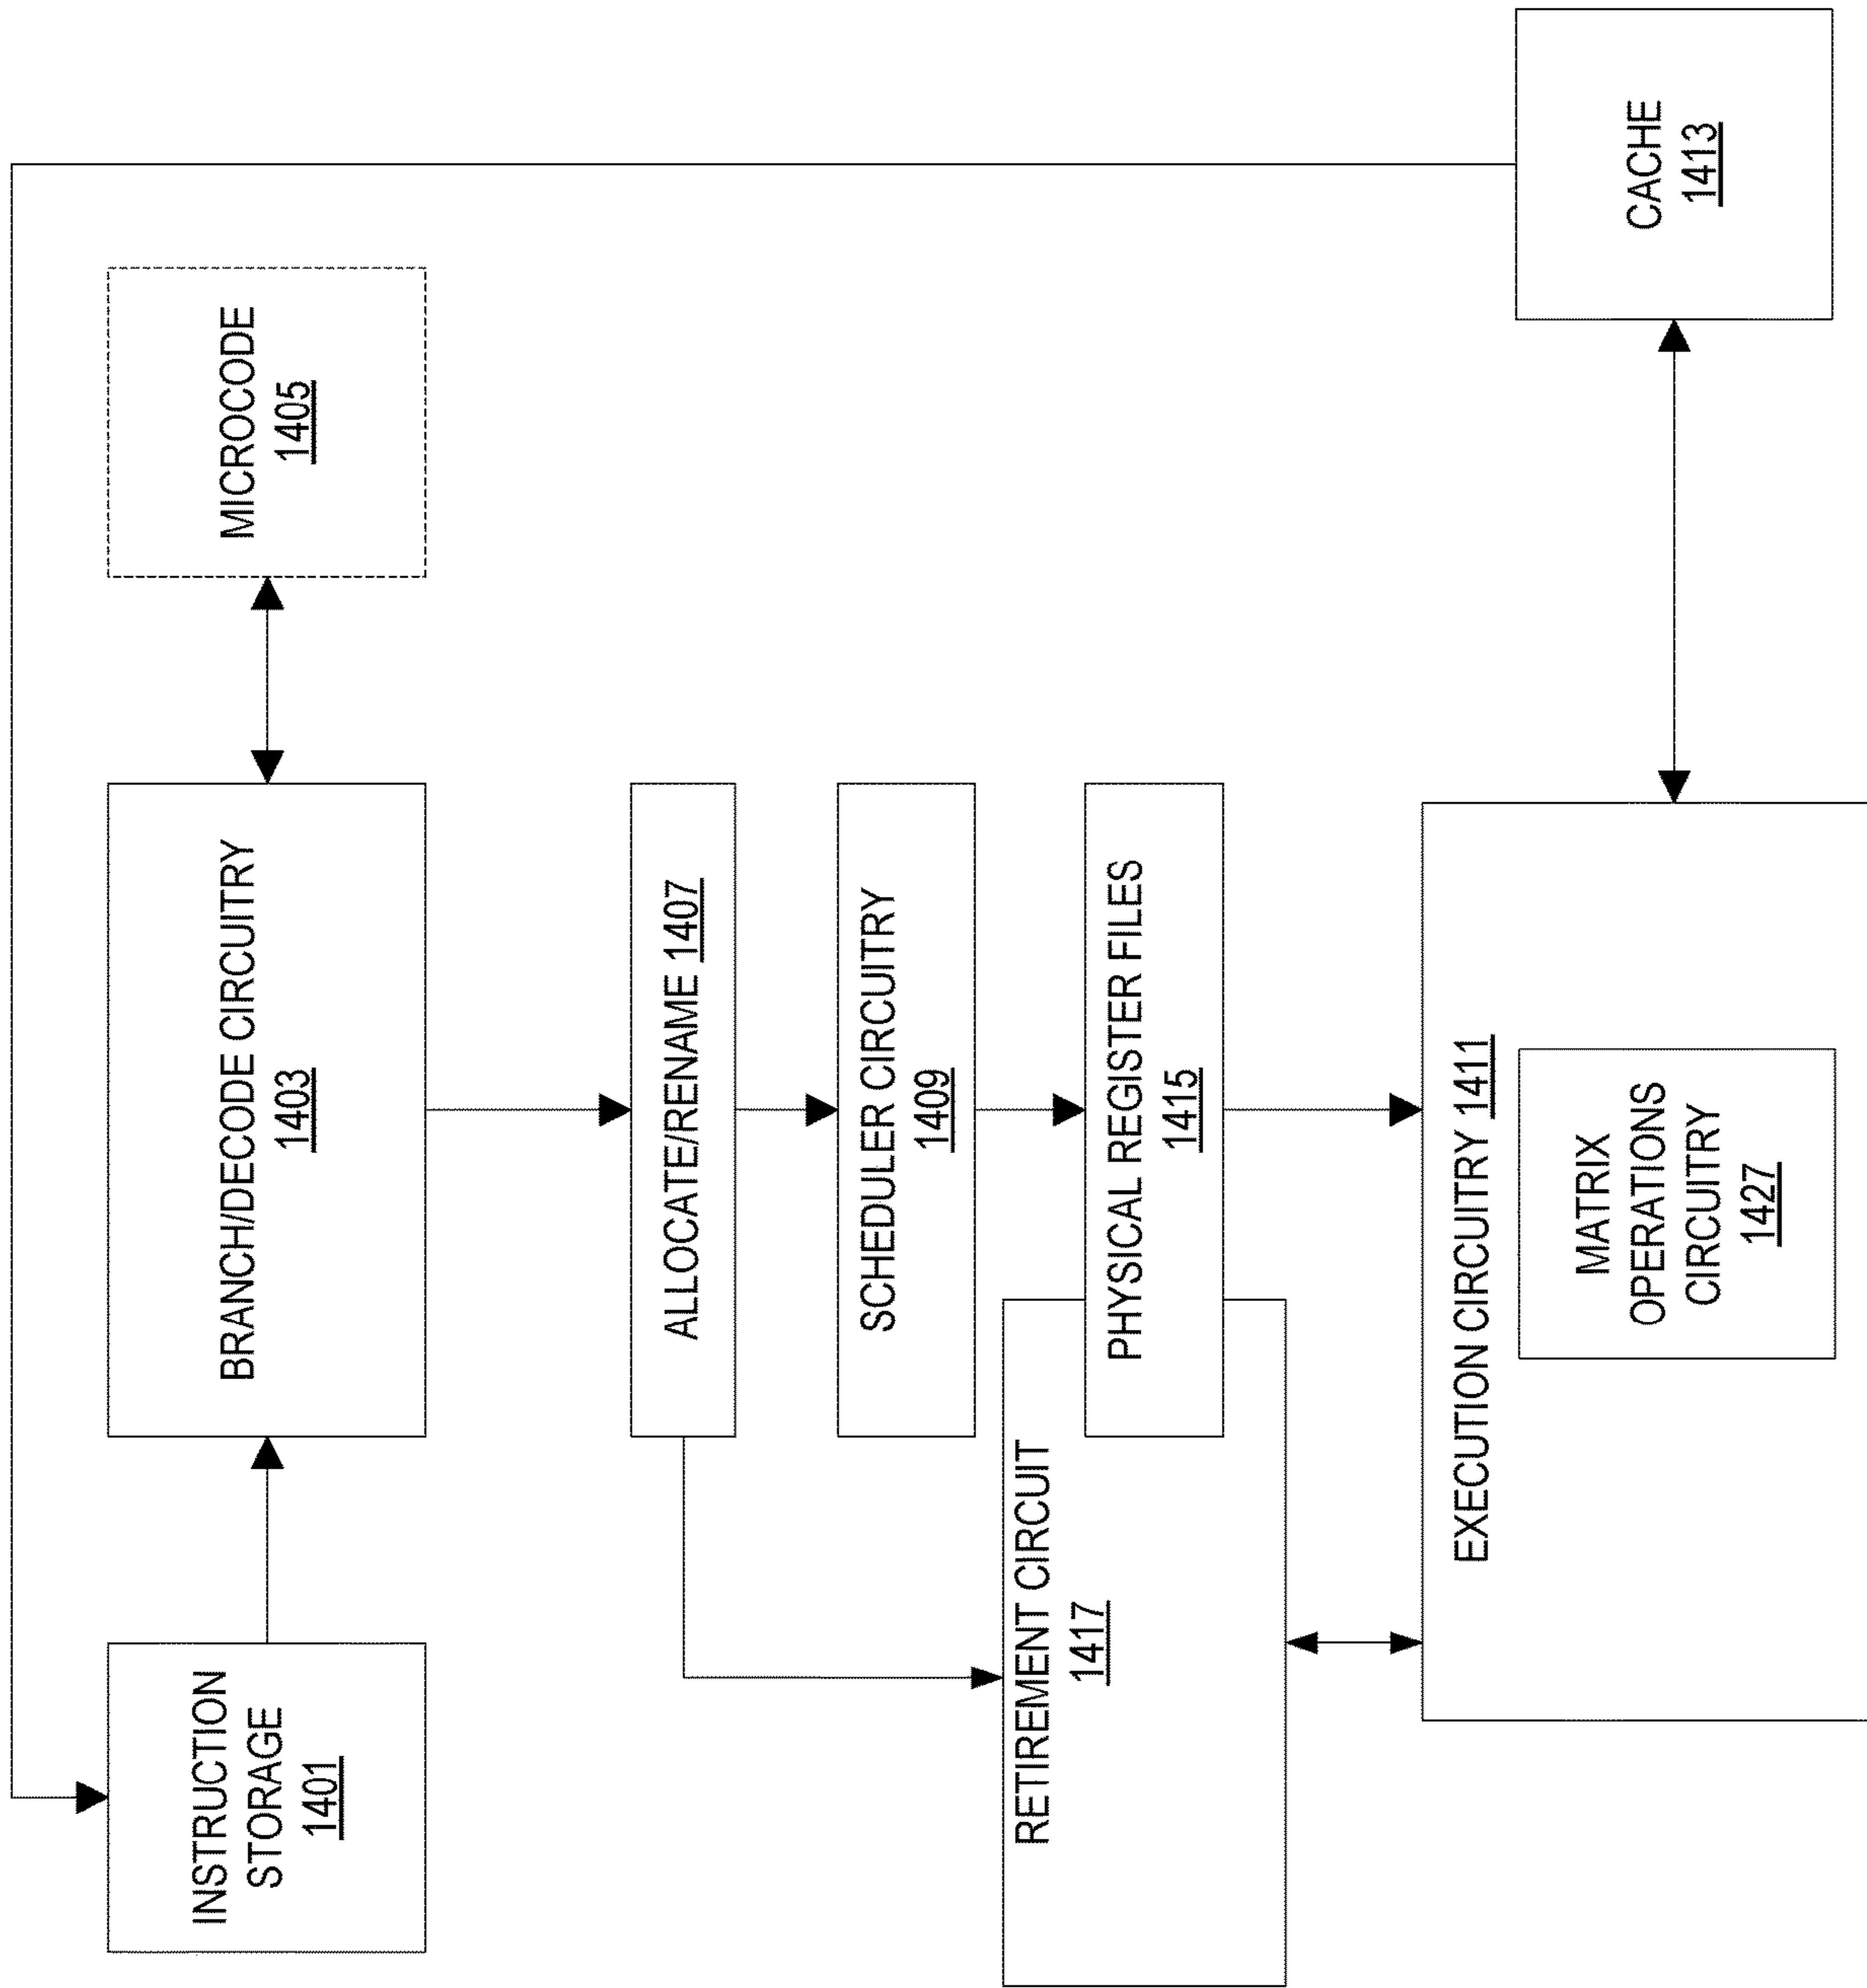 INSTRUCTION
STORAGE
1401
BRANCH/DECODE CIRCUITRY
1403
MICROCODE
1405
ALLOCATE/RENAME 1407
SCHEDULER CIRCUITRY
1409
RETIREMENT CIRCUIT
1417
PHYSICAL REGISTER FILES
1415
EXECUTION CIRCUITRY 1411
MATRIX
OPERATIONS
CIRCUITRY
1427
CACHE
1413